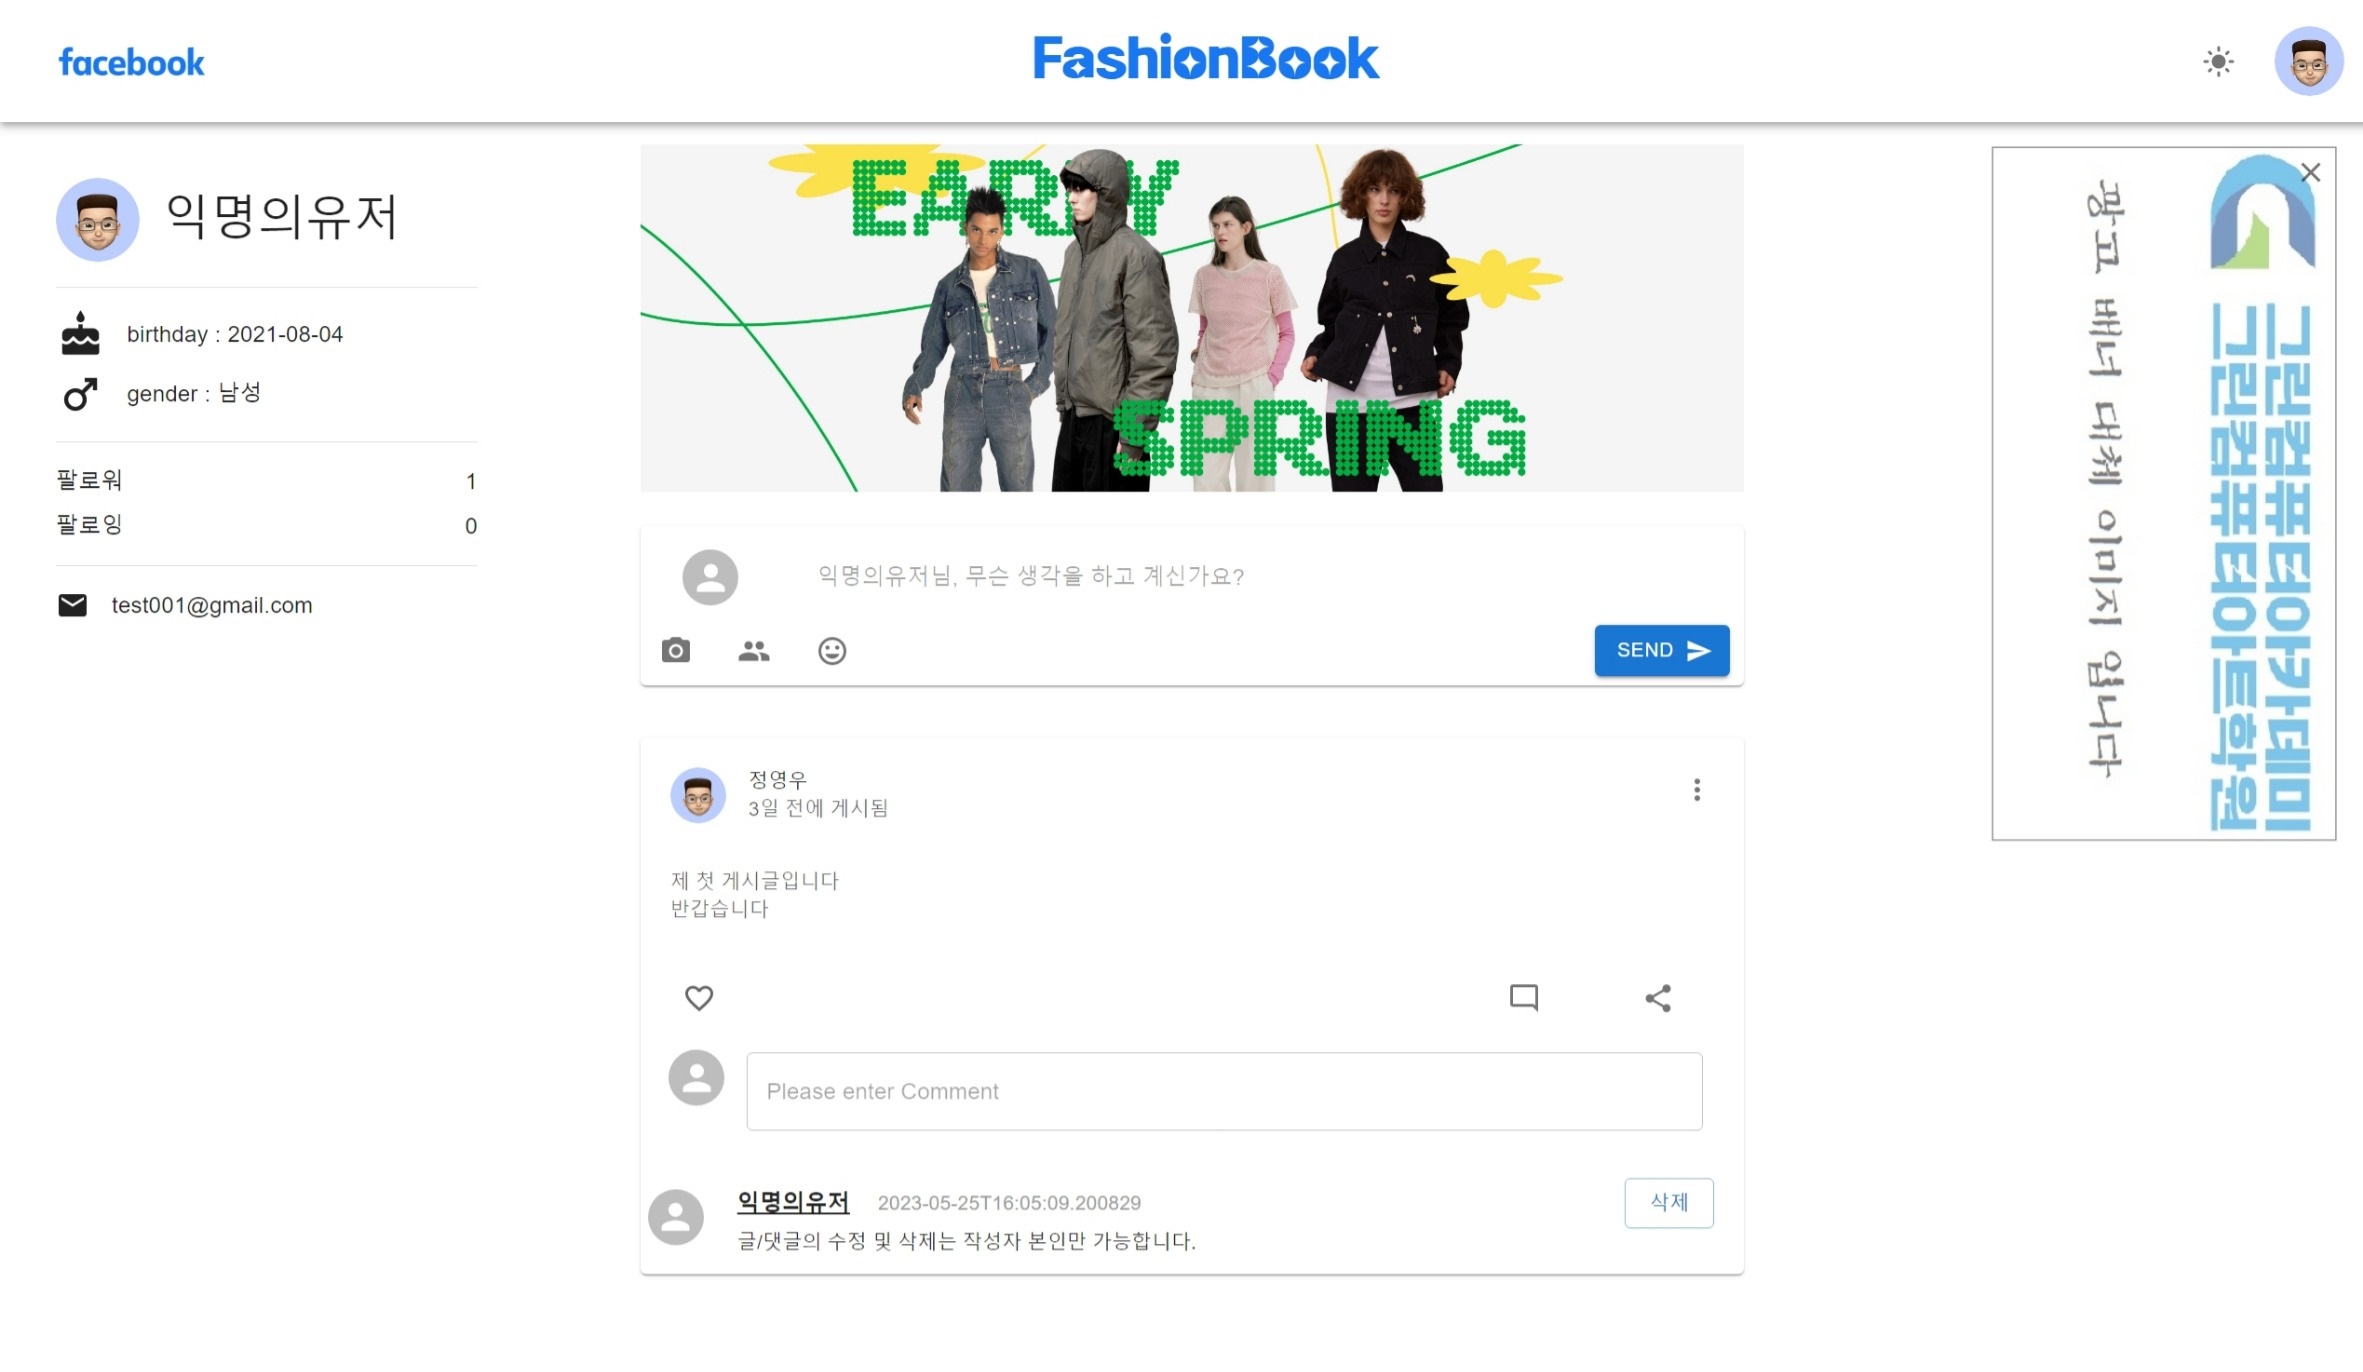 facebook
FashionBook
익명의유저
birthday : 2021-08-04
gender : 남성
팔로워 1
팔로잉 0
test001@gmail.com
EARLY
SPRING
익명의유저님, 무슨 생각을 하고 계신가요?
SEND
정영우
3일 전에 게시됨
제 첫 게시글입니다
반갑습니다
Please enter Comment
익명의유저 2023-05-25T16:05:09.200829
삭제
글/댓글의 수정 및 삭제는 작성자 본인만 가능합니다.
그린컴퓨터아카데미
그린컴퓨터아트학원
광고 배너 대체 이미지 입니다